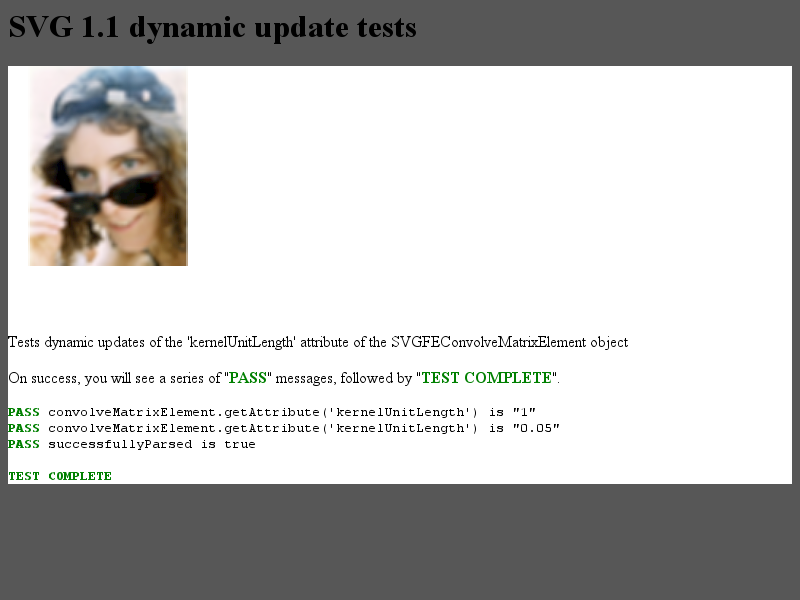 SVG 1.1 dynamic update tests
Tests dynamic updates of the 'kernelUnitLength' attribute of the SVGFEConvolveMatrixElement object
On success, you will see a series of "PASS" messages, followed by "TEST COMPLETE".
PASS convolveMatrixElement.getAttribute('kernelUnitLength') is "1"
PASS convolveMatrixElement.getAttribute('kernelUnitLength') is "0.05"
PASS successfullyParsed is true
TEST COMPLETE